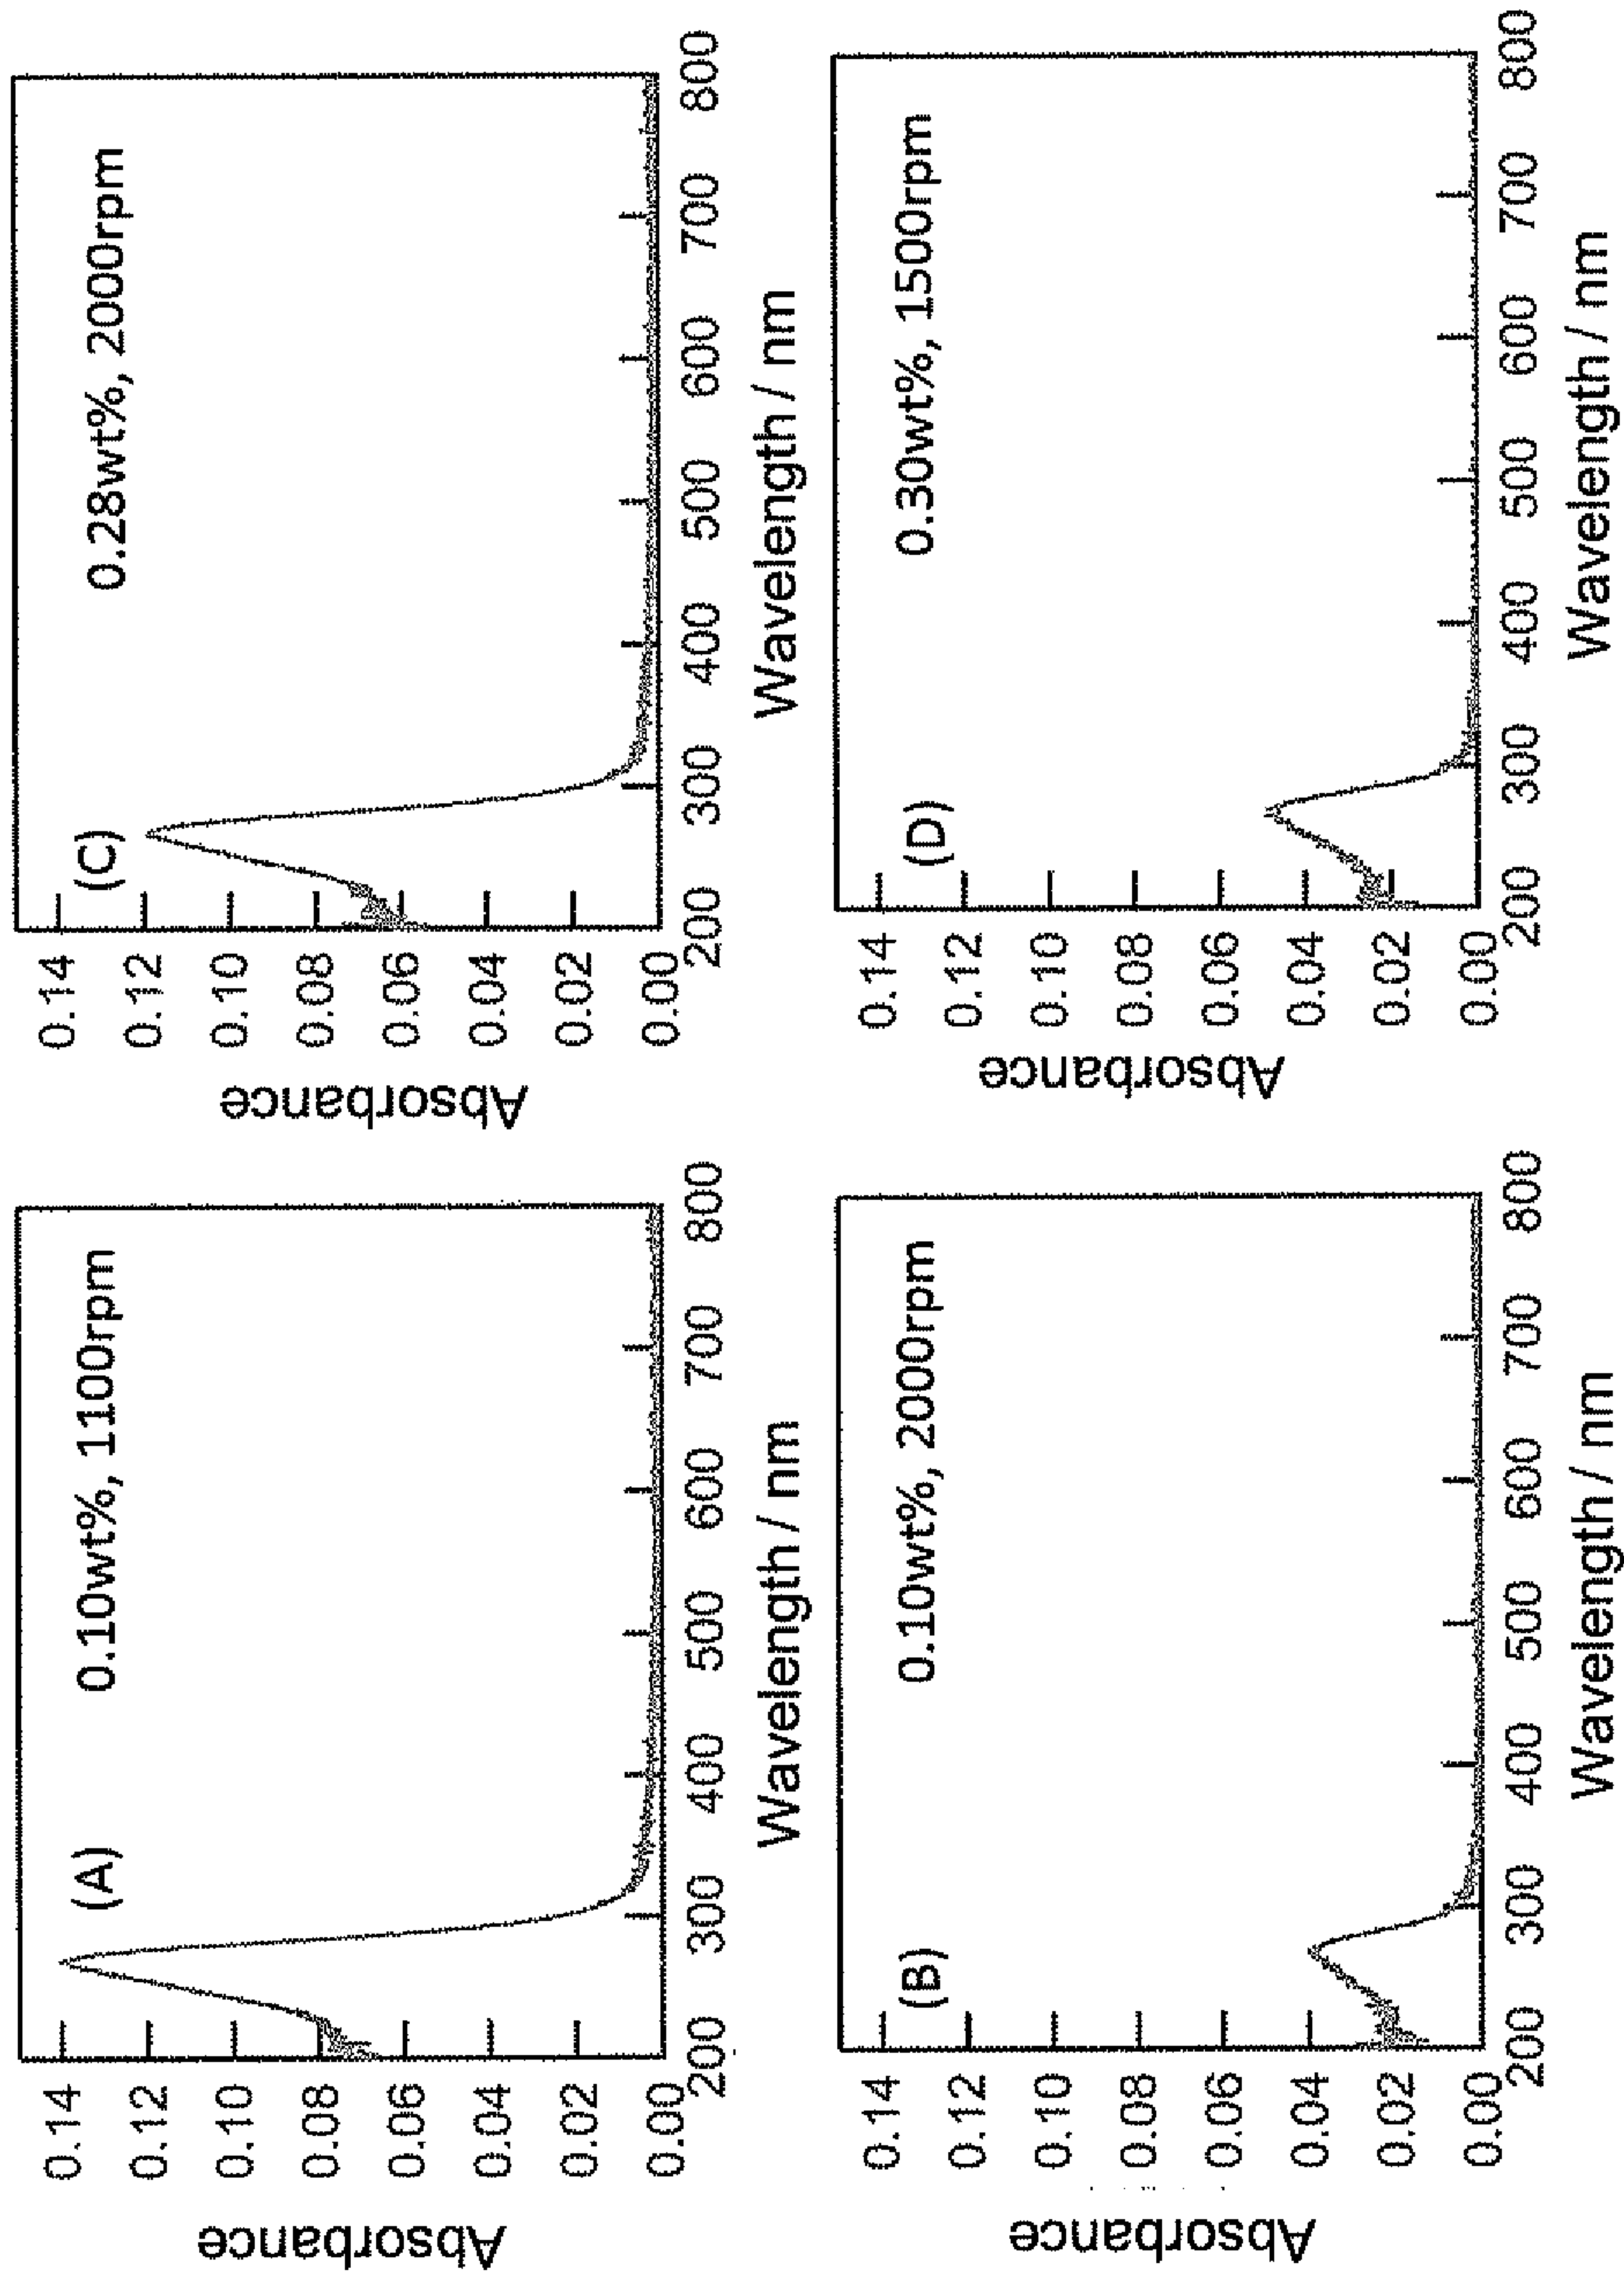 (A)
0.10wt%, 1100rpm
Absorbance
0.14
0.12
0.10
0.08
0.06
0.04
0.02
0.00
200 300 400 500 600 700 800
Wavelength / nm
(C)
0.28wt%, 2000rpm
Absorbance
0.14
0.12
0.10
0.08
0.06
0.04
0.02
0.00
200 300 400 500 600 700 800
Wavelength / nm
(B)
0.10wt%, 2000rpm
Absorbance
0.14
0.12
0.10
0.08
0.06
0.04
0.02
0.00
200 300 400 500 600 700 800
Wavelength / nm
(D)
0.30wt%, 1500rpm
Absorbance
0.14
0.12
0.10
0.08
0.06
0.04
0.02
0.00
200 300 400 500 600 700 800
Wavelength / nm